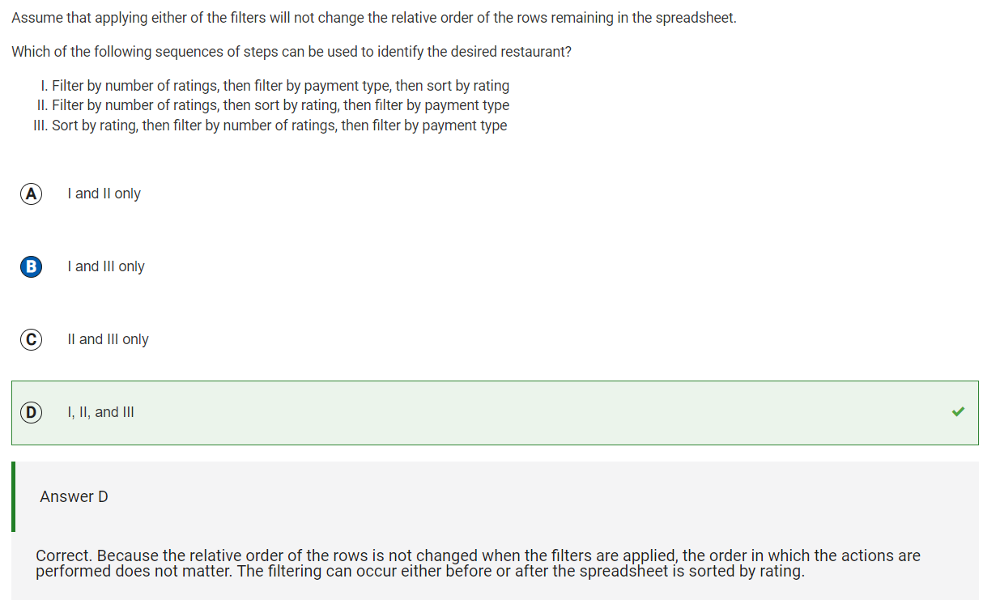 Assume that applying either of the filters will not change the relative order of the rows remaining in the spreadsheet.
Which of the following sequences of steps can be used to identify the desired restaurant?
I. Filter by number of ratings, then filter by payment type, then sort by rating
II. Filter by number of ratings, then sort by rating, then filter by payment type
III. Sort by rating, then filter by number of ratings, then filter by payment type
A I and II only
B I and III only
C II and III only
D I, II, and III
Answer D
Correct. Because the relative order of the rows is not changed when the filters are applied, the order in which the actions are
performed does not matter. The filtering can occur either before or after the spreadsheet is sorted by rating.